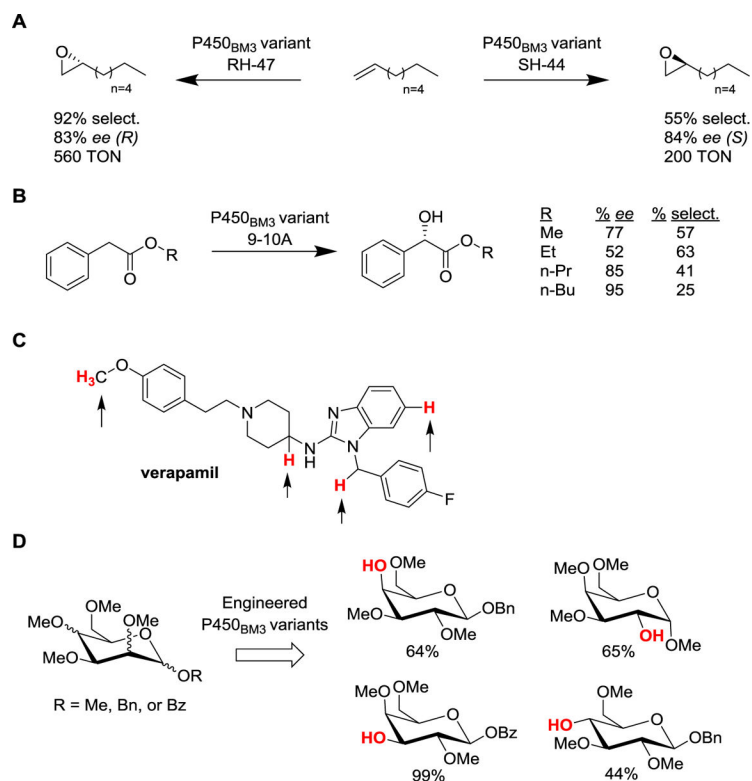 A
O
n=4
92% select.
83% ee (R)
560 TON
P450BM3 variant
RH-47
n=4
P450BM3 variant
SH-44
O
n=4
55% select.
84% ee (S)
200 TON
B
O
R
O
P450BM3 variant
9-10A
OH
O
R
O
R % ee % select.
Me 77 57
Et 52 63
n-Pr 85 41
n-Bu 95 25
C
H3C
O
N
N
H
N
N
H
H
H
F
verapamil
D
OMe
MeO
OMe
O
MeO
OR
R = Me, Bn, or Bz
Engineered
P450BM3 variants
HO
OMe
O
MeO
OBn
OMe
64%
MeO
OMe
O
MeO
OH
OMe
65%
MeO
OMe
O
HO
OBz
OMe
99%
OMe
HO
O
MeO
OBn
OMe
44%